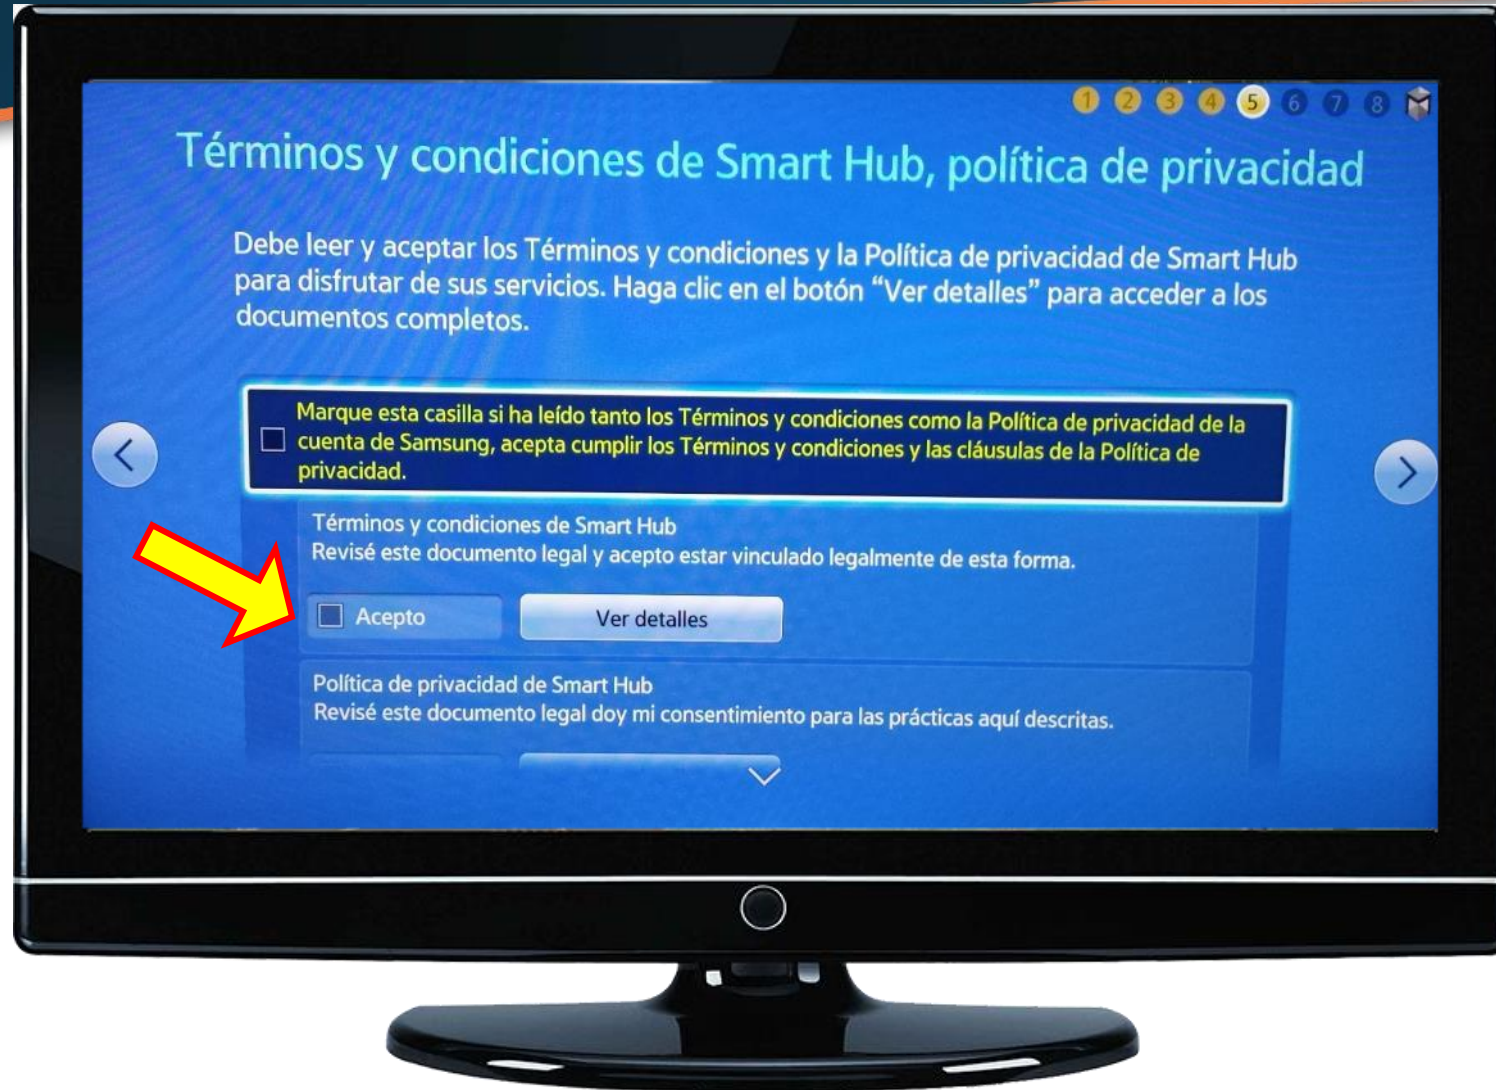 1 2 3 4 5 6 7 8
Términos y condiciones de Smart Hub, política de privacidad
Debe leer y aceptar los Términos y condiciones y la Política de privacidad de Smart Hub
para disfrutar de sus servicios. Haga clic en el botón “Ver detalles” para acceder a los
documentos completos.
Marque esta casilla si ha leído tanto los Términos y condiciones como la Política de privacidad de la
cuenta de Samsung, acepta cumplir los Términos y condiciones y las cláusulas de la Política de
privacidad.
Términos y condiciones de Smart Hub
Revisé este documento legal y acepto estar vinculado legalmente de esta forma.
Acepto
Ver detalles
Política de privacidad de Smart Hub
Revisé este documento legal doy mi consentimiento para las prácticas aquí descritas.